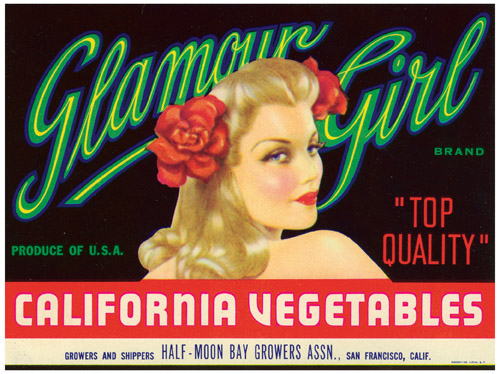 Glamour Girl
BRAND
"TOP
QUALITY"
PRODUCE OF U.S.A.
CALIFORNIA VEGETABLES
GROWERS AND SHIPPERS HALF-MOON BAY GROWERS ASSN., SAN FRANCISCO, CALIF.